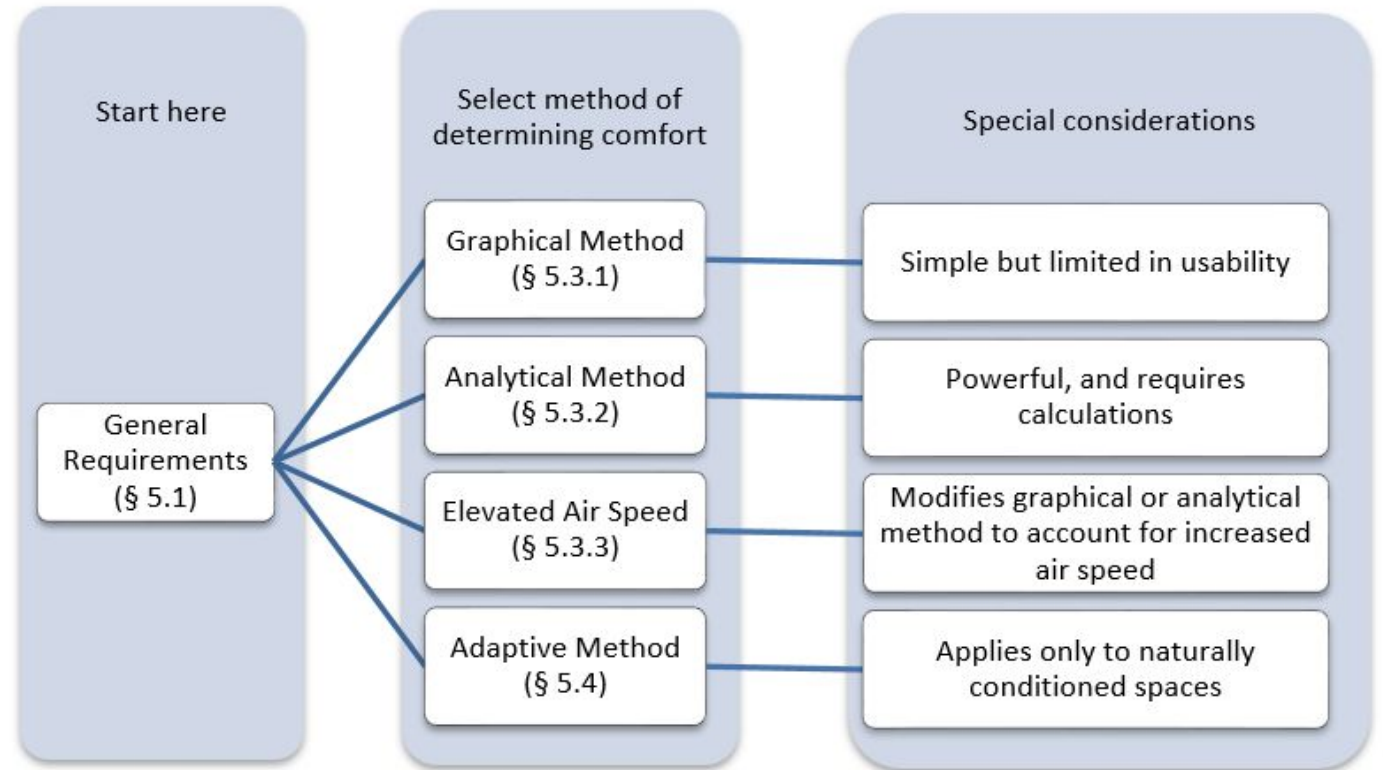 Start here
General
Requirements
(§ 5.1)
Select method of
determining comfort
Graphical Method
(§ 5.3.1)
Analytical Method
(§ 5.3.2)
Elevated Air Speed
(§ 5.3.3)
Adaptive Method
(§ 5.4)
Special considerations
Simple but limited in usability
Powerful, and requires
calculations
Modifies graphical or analytical
method to account for increased
air speed
Applies only to naturally
conditioned spaces